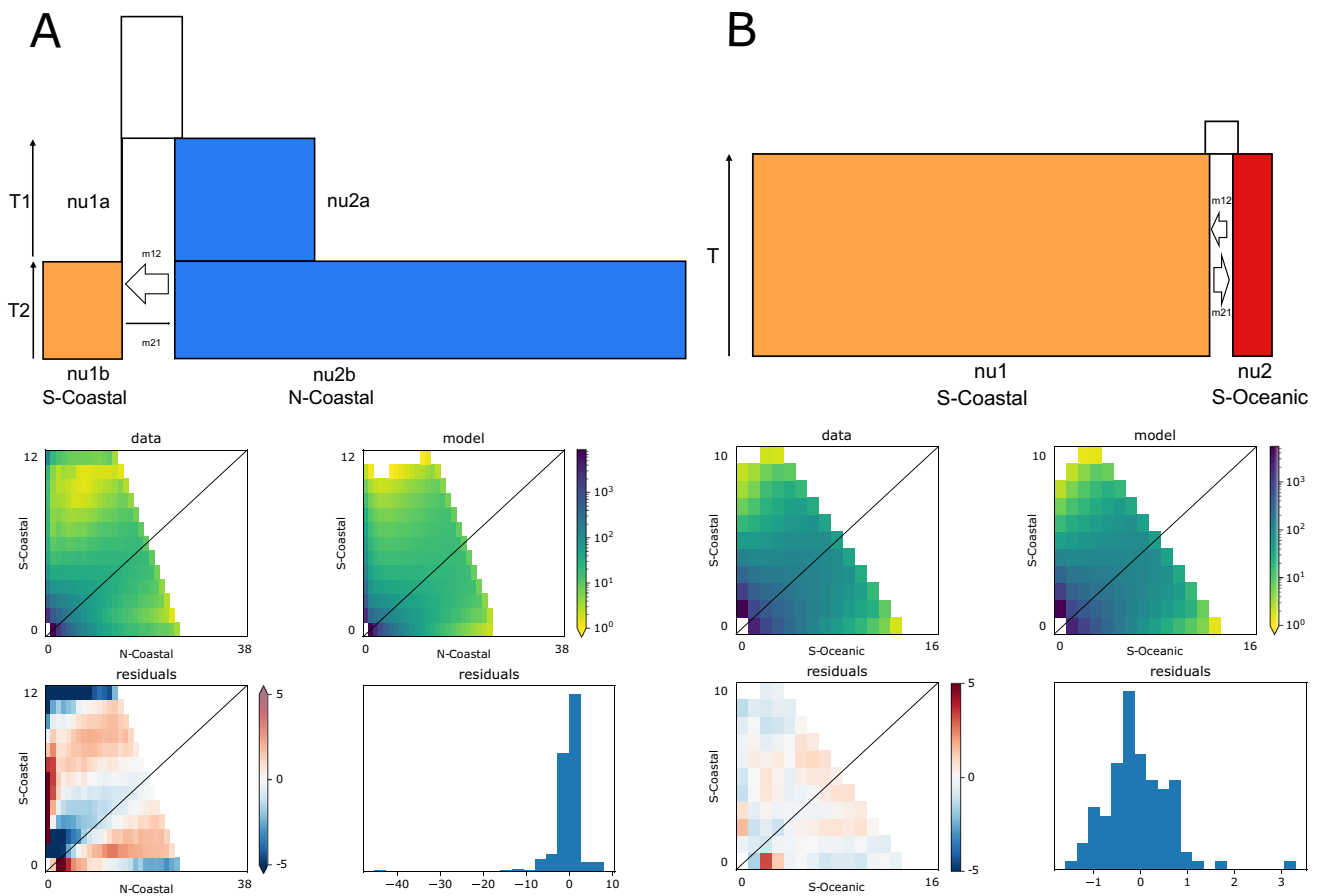 A
T1
nu1a
nu2a
m12
T2
m21
nu1b
nu2b
S-Coastal
N-Coastal
data
model
12
12
S-Coastal
S-Coastal
0
0
0
38
0
38
N-Coastal
N-Coastal
10³
10²
10¹
10⁰
residuals
residuals
12
S-Coastal
0
0
38
N-Coastal
5
0
−5
−40
−30
−20
−10
0
10
B
m12
T
m21
nu1
nu2
S-Coastal
S-Oceanic
data
model
10
10
S-Coastal
S-Coastal
0
0
0
16
0
16
S-Oceanic
S-Oceanic
10³
10²
10¹
10⁰
residuals
residuals
10
S-Coastal
0
0
16
S-Oceanic
5
0
−5
−1
0
1
2
3